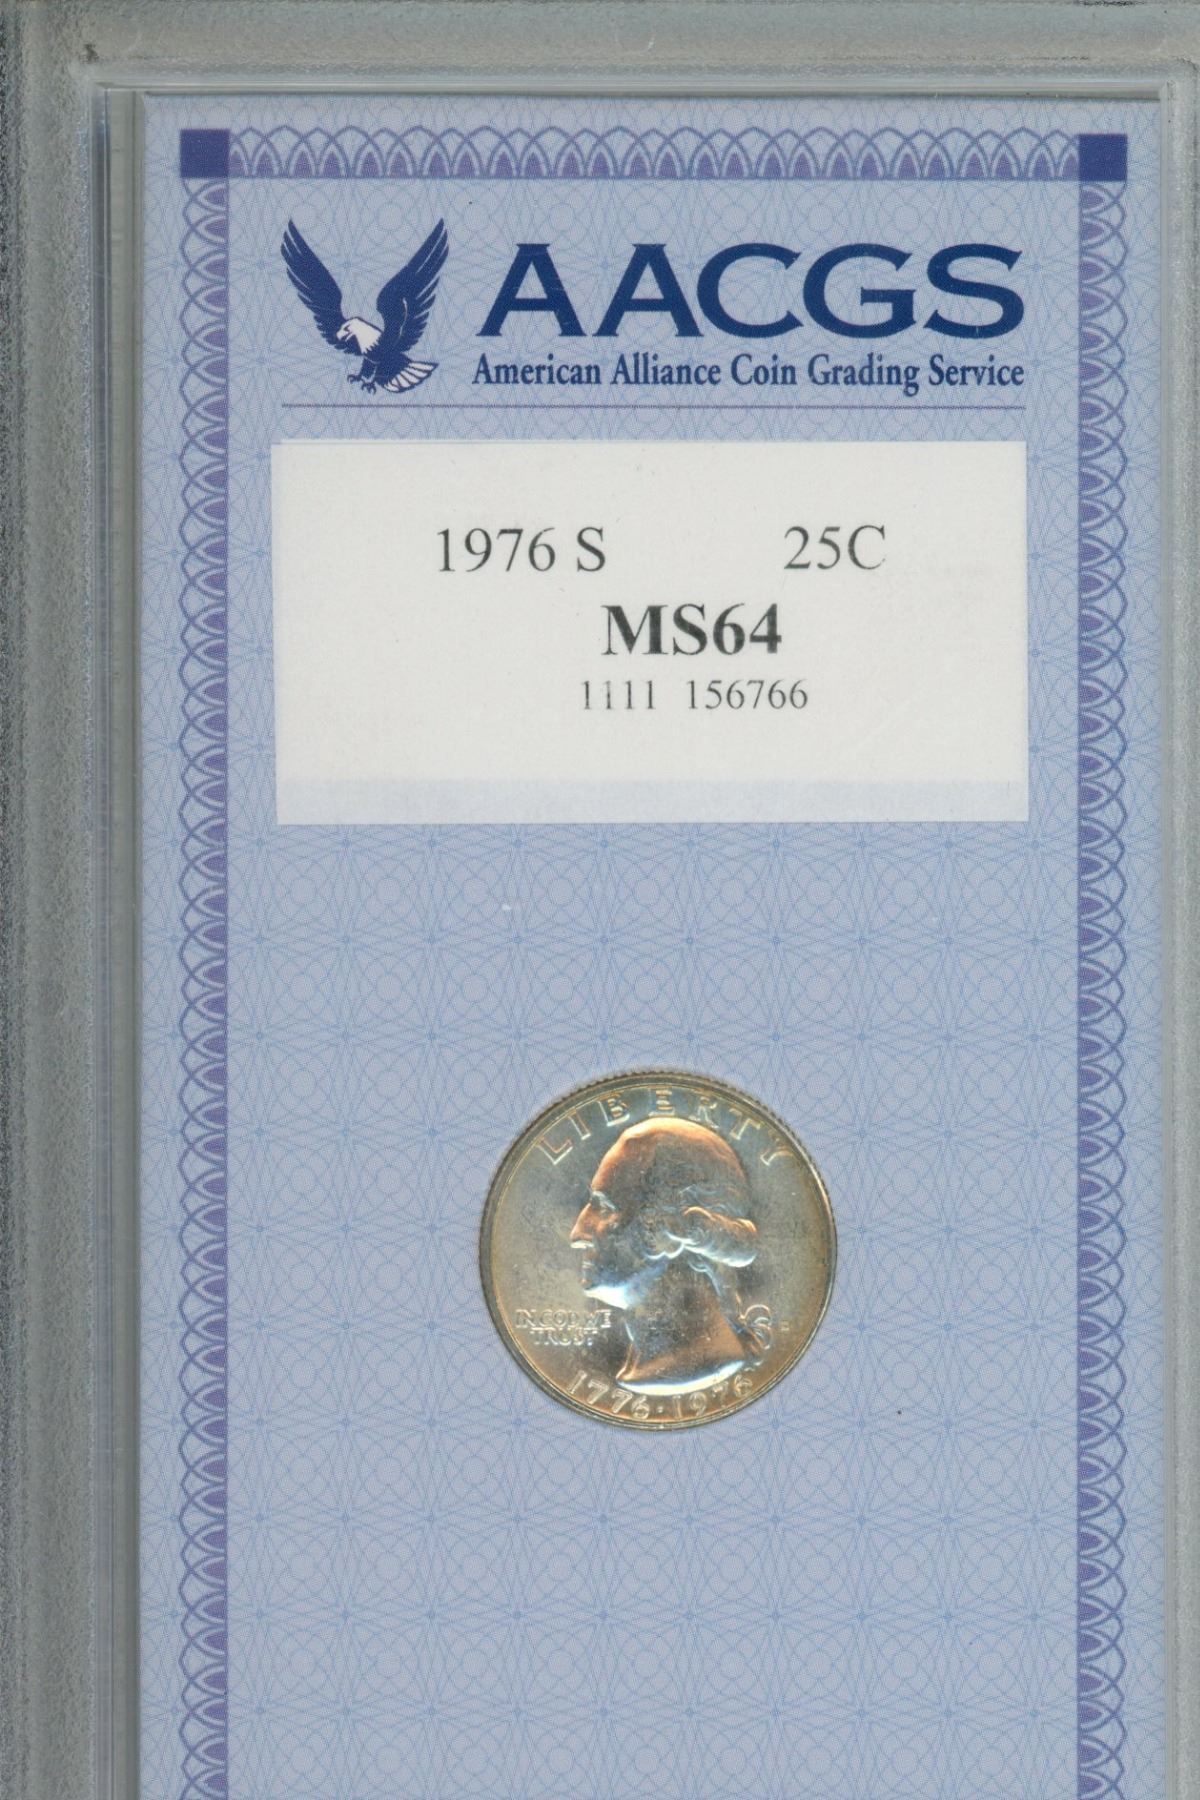 AACGS
American Alliance Coin Grading Service
1976 S 25C
MS64
1111 156766
LIBERTY
IN GOD WE
TRUST
S
1776·1976